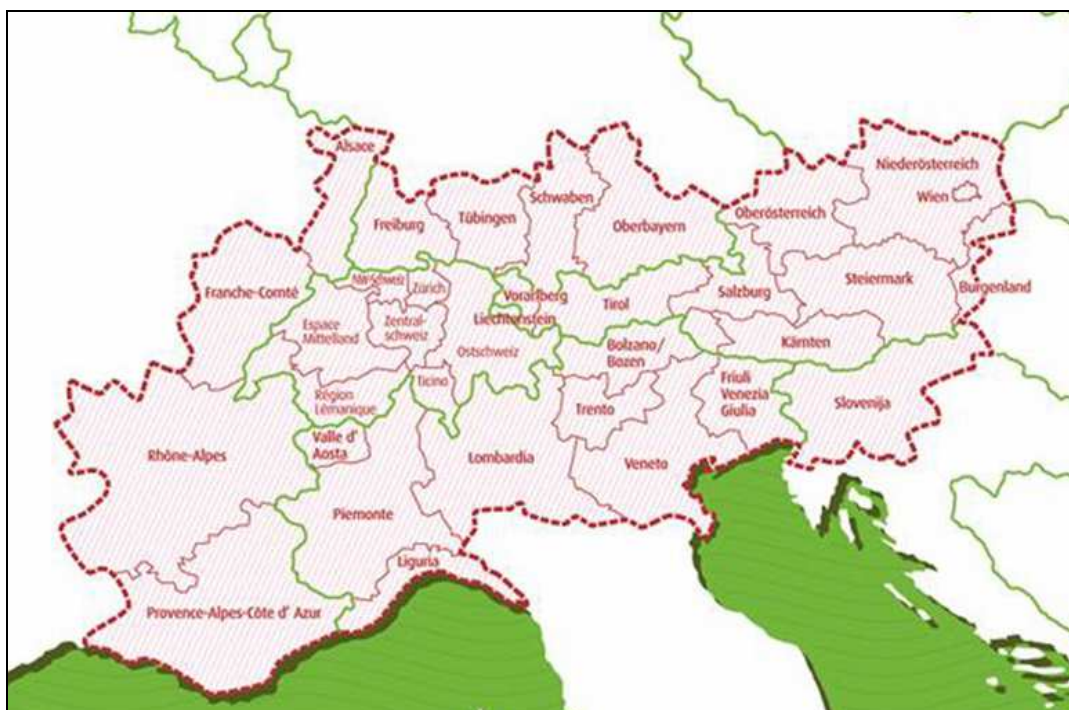 Alsace
Niederösterreich
Wien
Schwaben
Freiburg
Tübingen
Oberösterreich
Oberbayern
Franche-Comté
NW-Schweiz
Zürich
Vorarlberg
Tirol
Salzburg
Steiermark
Burgenland
Liechtenstein
Espace
Mittelland
Zentral-
schweiz
Ostschweiz
Bolzano/
Bozen
Kärnten
Ticino
Région
Lémanique
Trento
Friuli
Venezia
Giulia
Slovenija
Valle d'
Aosta
Rhône-Alpes
Lombardia
Veneto
Piemonte
Liguria
Provence-Alpes-Côte d' Azur